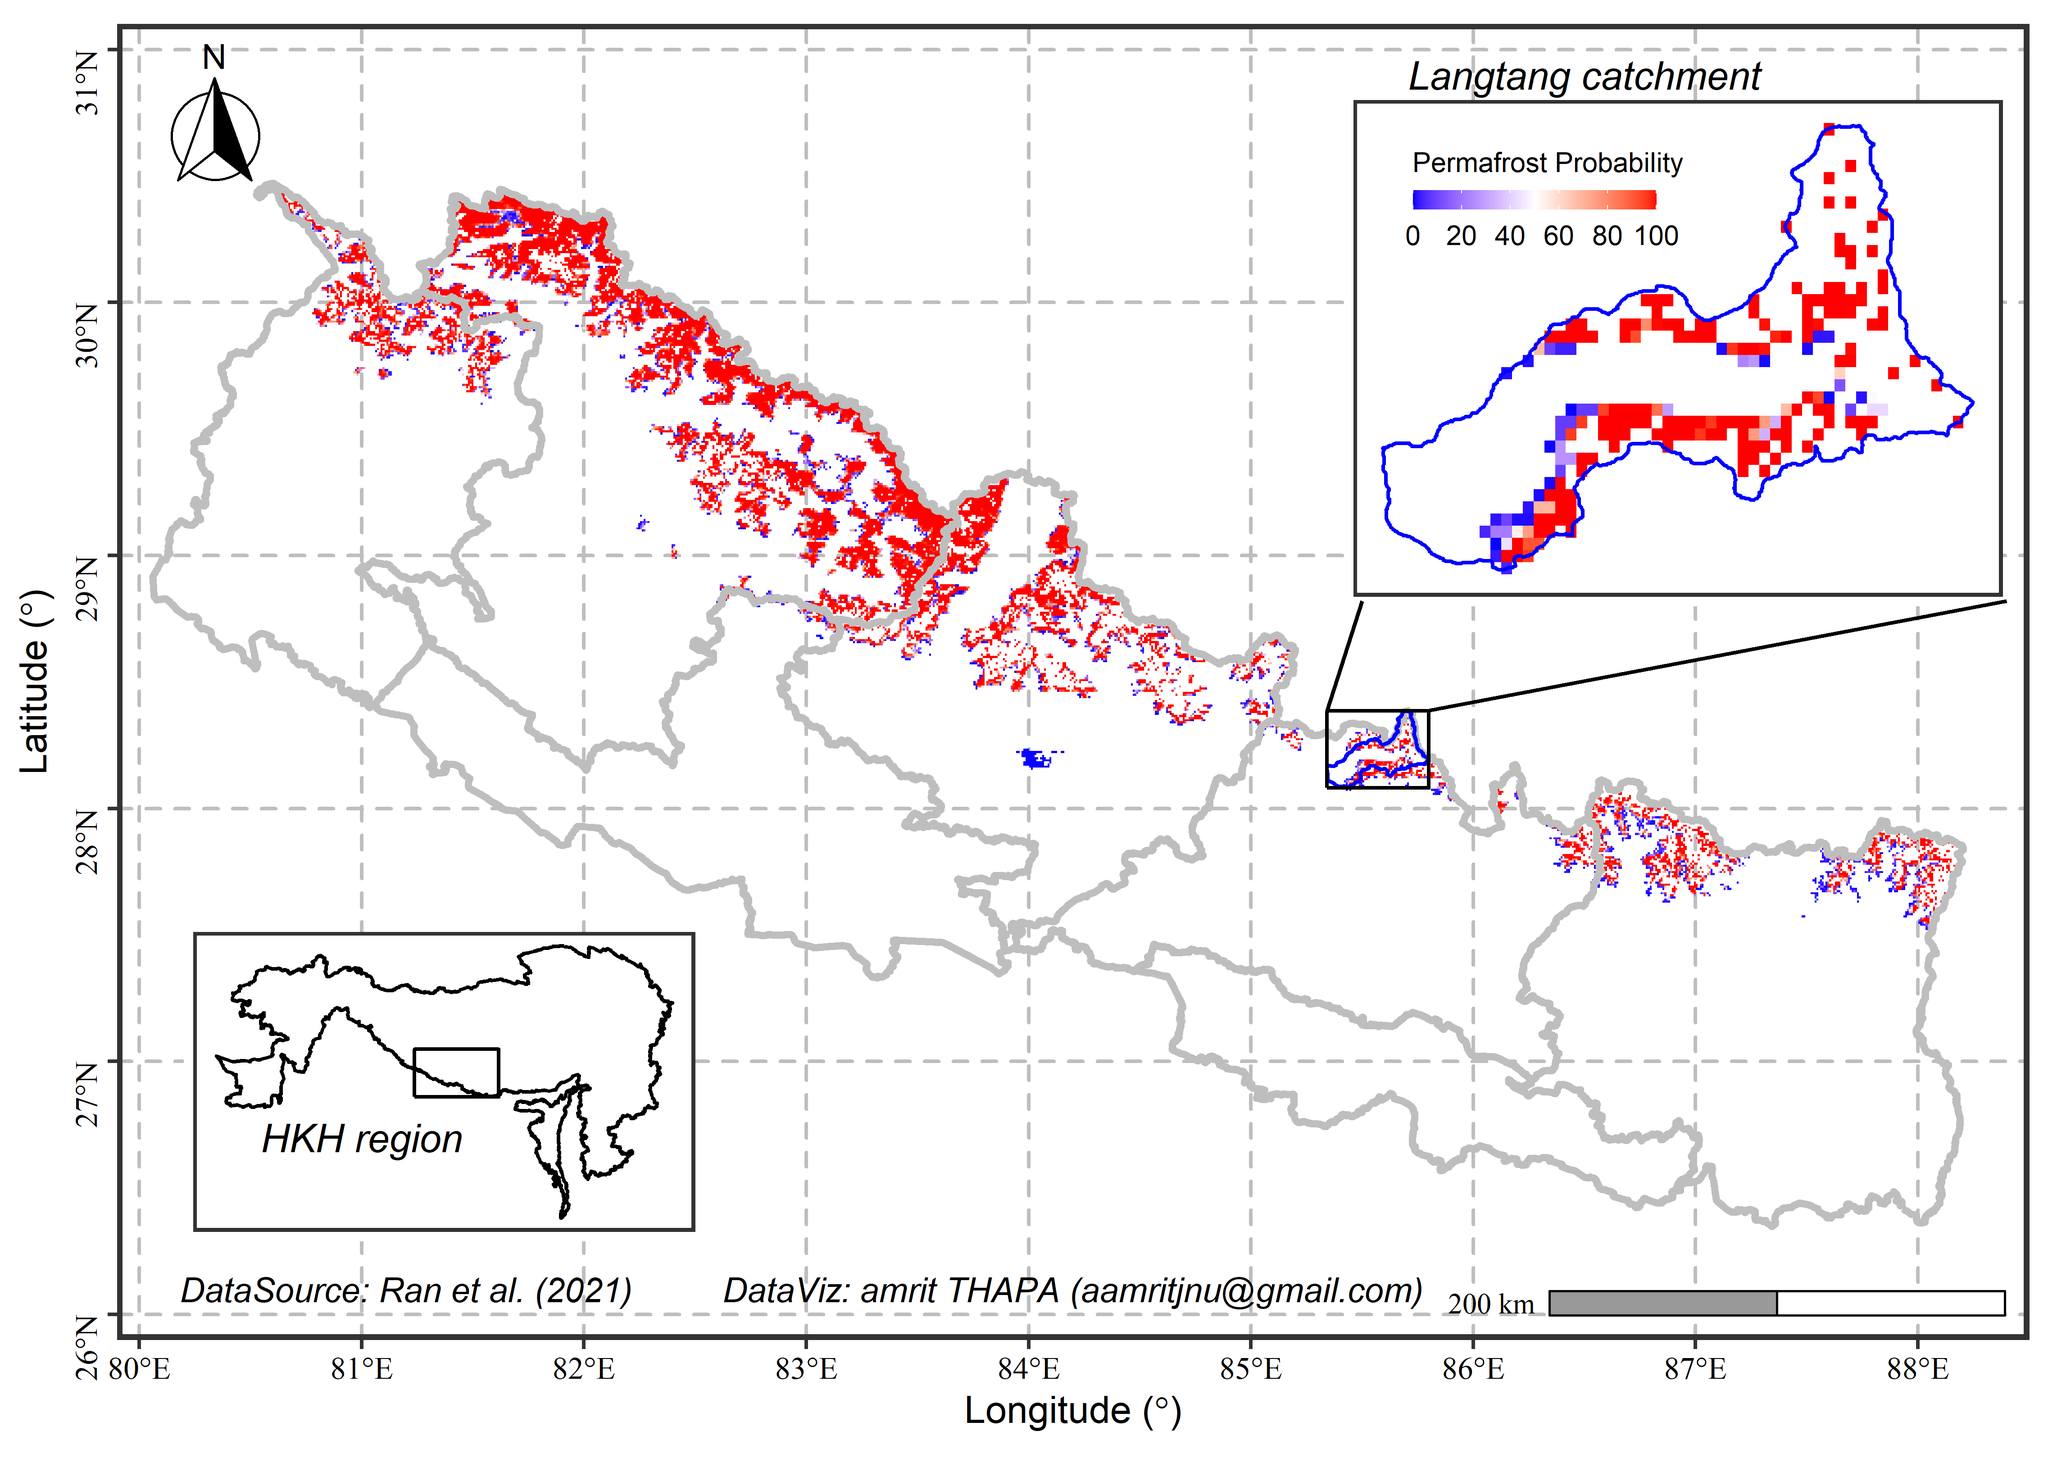 N
Langtang catchment
Permafrost Probability
0 20 40 60 80 100
31°N
30°N
29°N
28°N
27°N
26°N
Latitude (°)
HKH region
DataSource: Ran et al. (2021)
DataViz: amrit THAPA (aamritjnu@gmail.com)
200 km
80°E 81°E 82°E 83°E 84°E 85°E 86°E 87°E 88°E
Longitude (°)